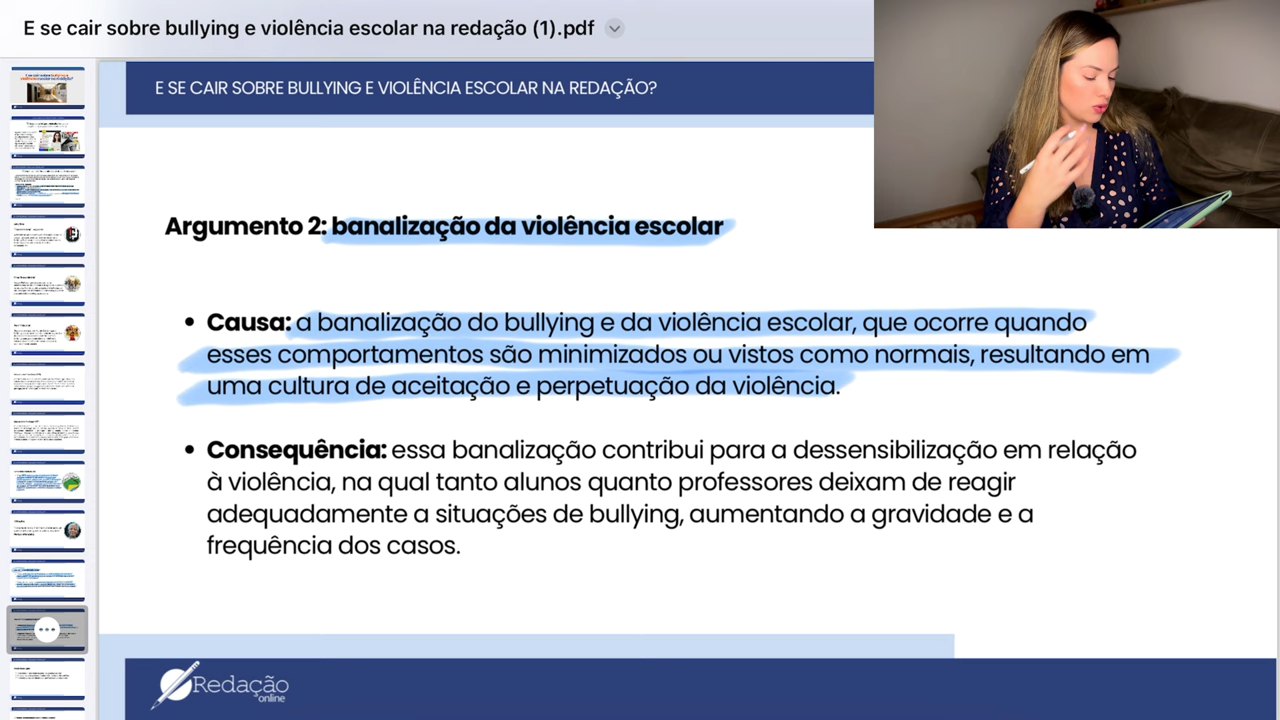 E se cair sobre bullying e violência escolar na redação (1).pdf
E SE CAIR SOBRE BULLYING E VIOLÊNCIA ESCOLAR NA REDAÇÃO?
Argumento 2: banalização da violência escolar
• Causa: a banalização do bullying e da violência escolar, que ocorre quando
esses comportamentos são minimizados ou vistos como normais, resultando em
uma cultura de aceitação e perpetuação da violência.
• Consequência: essa banalização contribui para a dessensibilização em relação
à violência, na qual tanto alunos quanto professores deixam de reagir
adequadamente a situações de bullying, aumentando a gravidade e a
frequência dos casos.
Redação
online